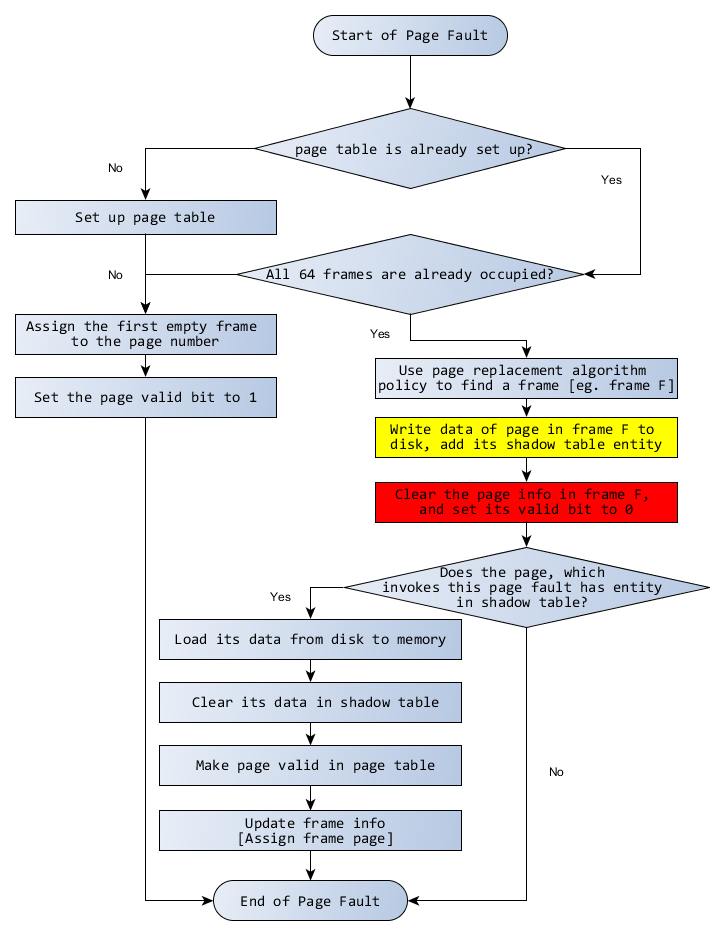 Start of Page Fault
page table is already set up?
No
Yes
Set up page table
No
All 64 frames are already occupied?
Assign the first empty frame
to the page number
Yes
Use page replacement algorithm
policy to find a frame [eg. frame F]
Set the page valid bit to 1
Write data of page in frame F to
disk, add its shadow table entity
Clear the page info in frame F,
and set its valid bit to 0
Does the page, which
invokes this page fault has entity
in shadow table?
Yes
Load its data from disk to memory
Clear its data in shadow table
Make page valid in page table
No
Update frame info
[Assign frame page]
End of Page Fault